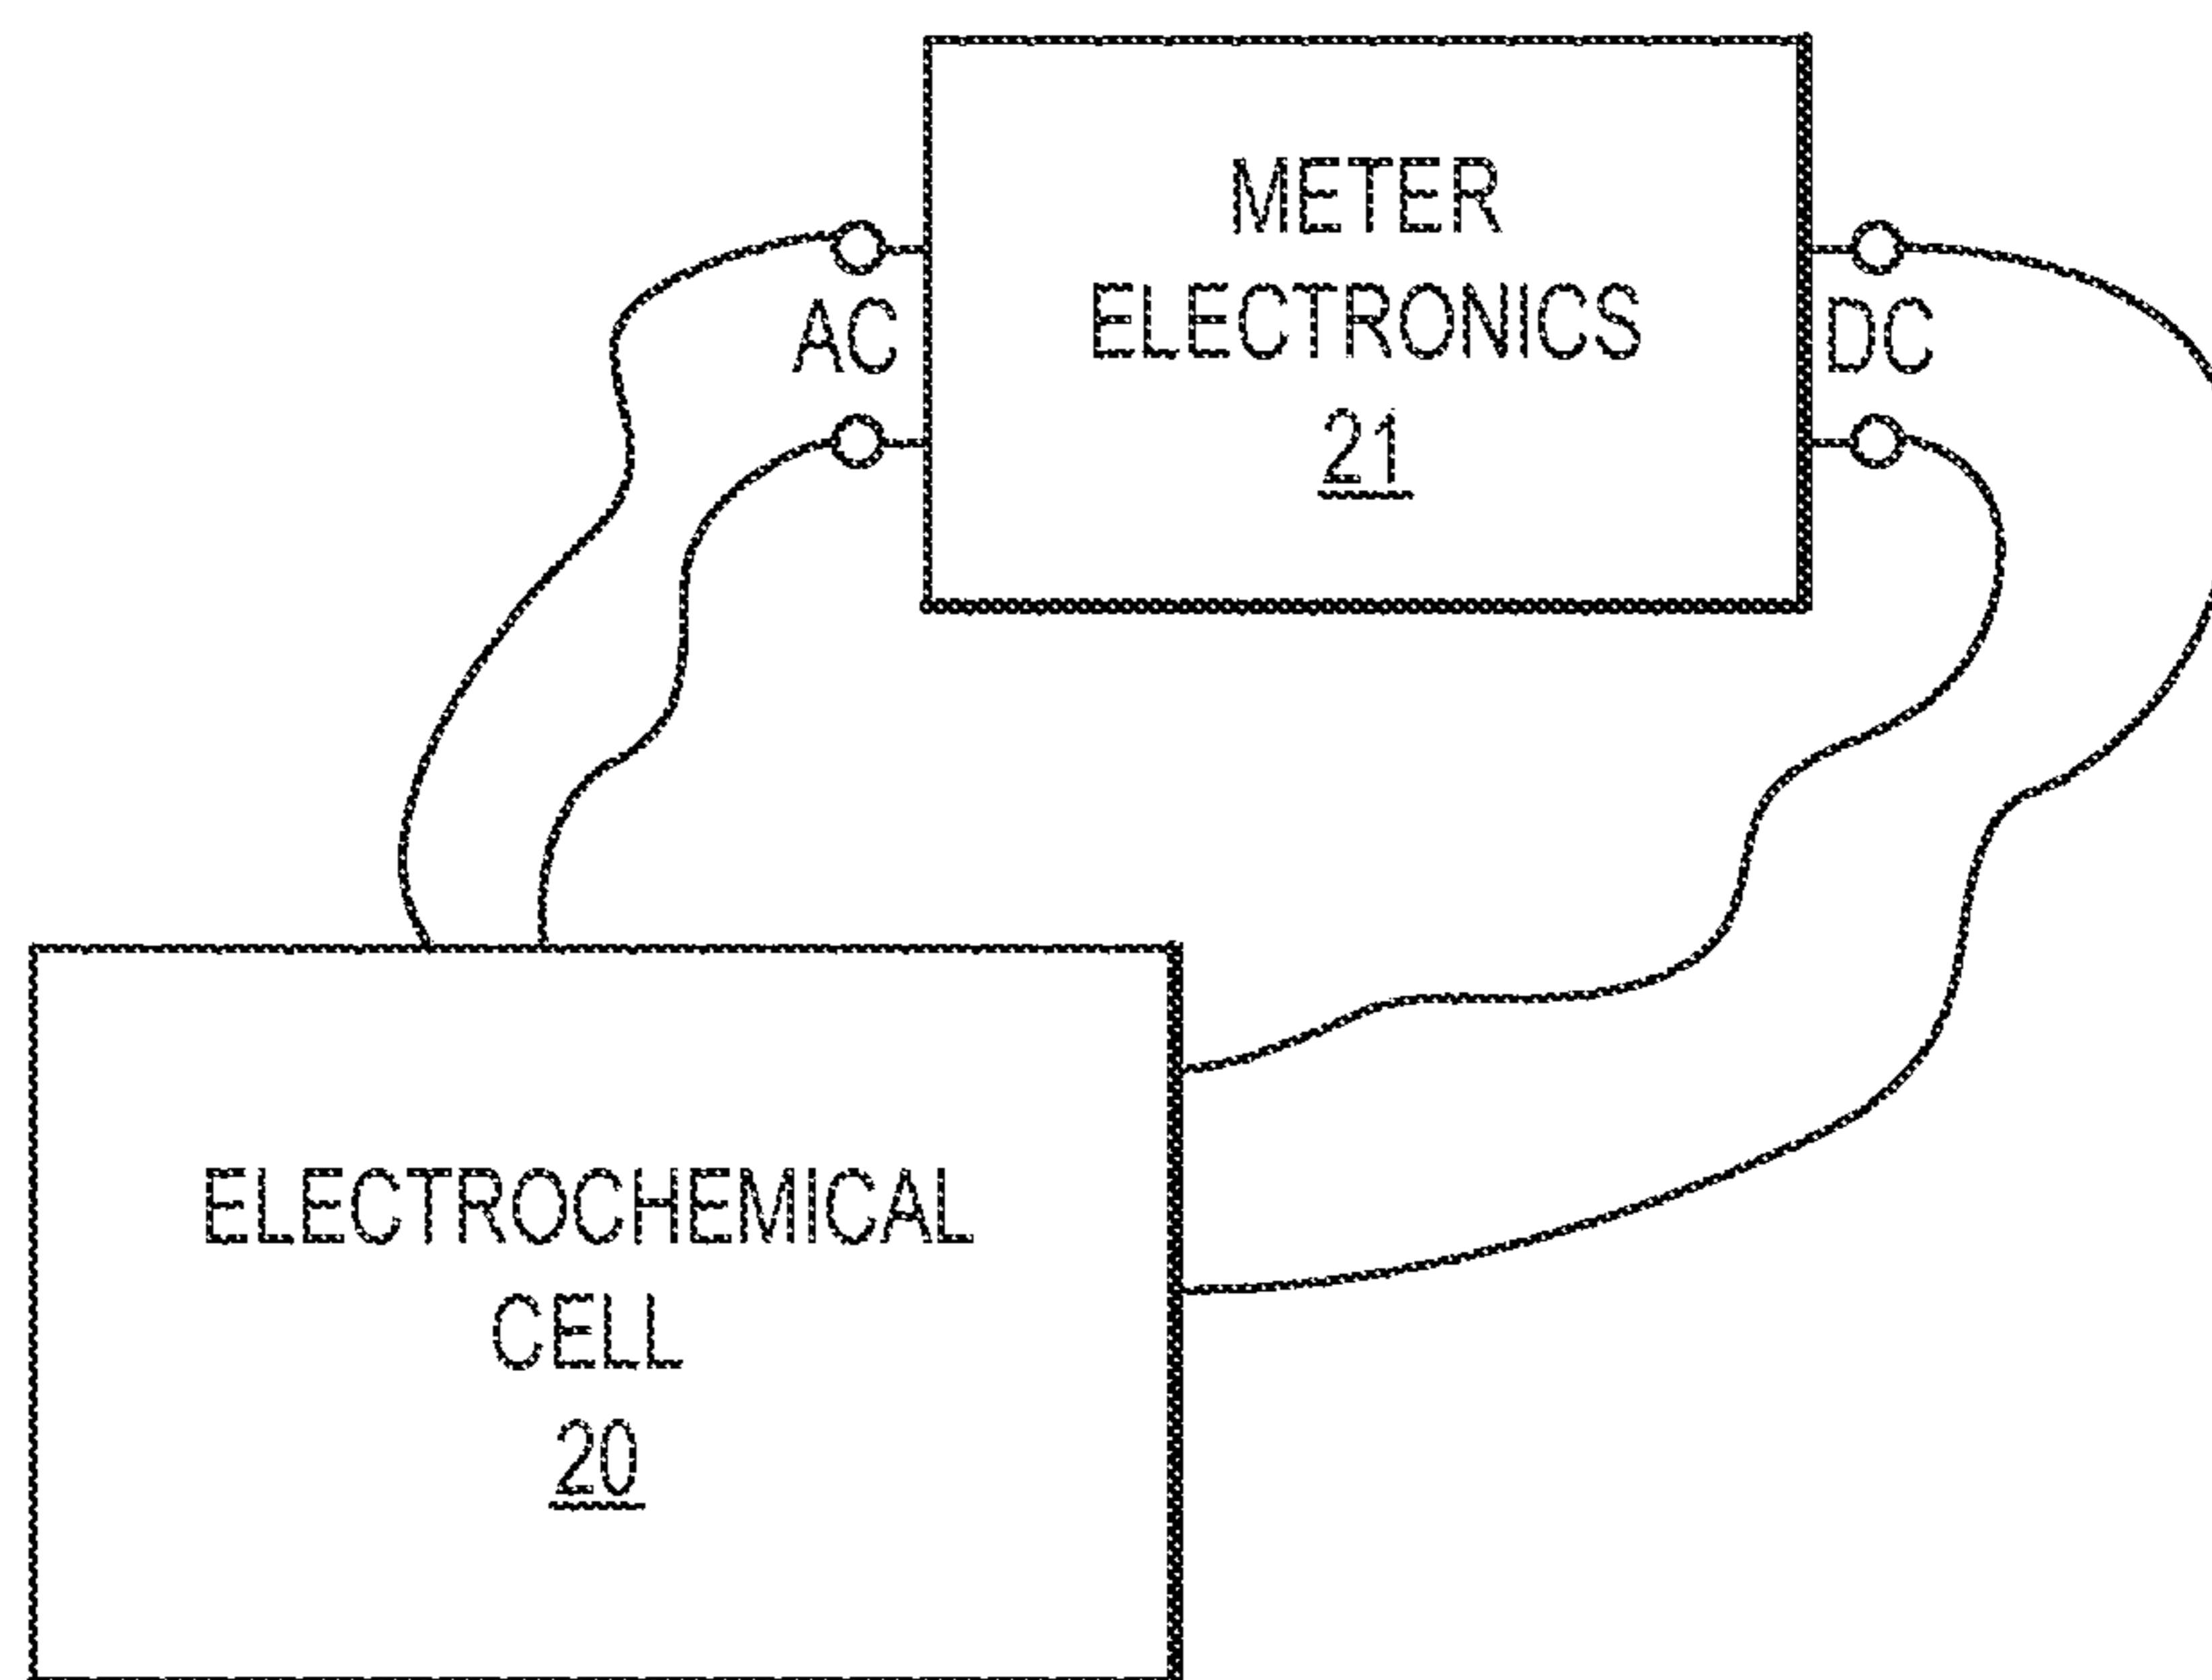 METER
ELECTRONICS
21
AC
DC
ELECTROCHEMICAL
CELL
20